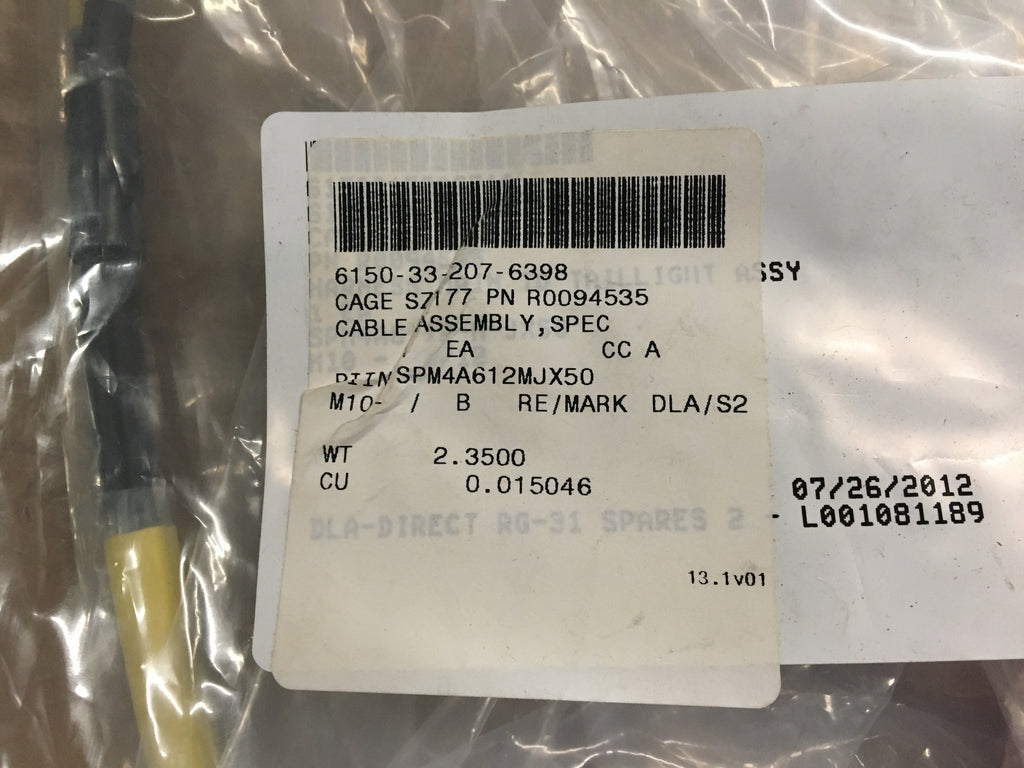 6150-33-207-6398
CAGE S7177 PN R0094535
CABLE ASSEMBLY,SPEC
EA CC A
PIIN SPM4A612MJX50
M10- / B RE/MARK DLA/S2
WT 2.3500
CU 0.015046
DLA-DIRECT RG-31 SPARES 2 -
13.1v01
TAILLIGHT ASSY
07/26/2012
L001081189